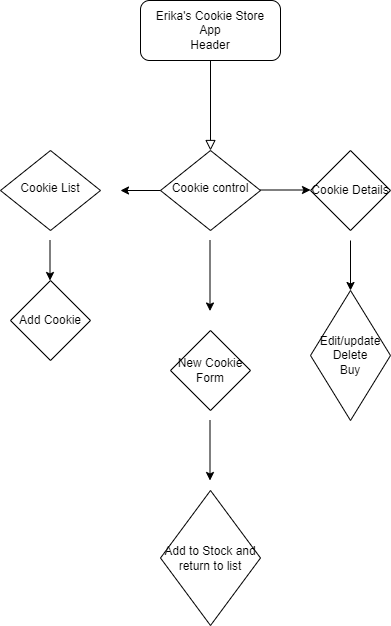 Erika's Cookie Store
App
Header
Cookie List
Cookie control
Cookie Details
Add Cookie
New Cookie
Form
Edit/update
Delete
Buy
Add to Stock and
return to list